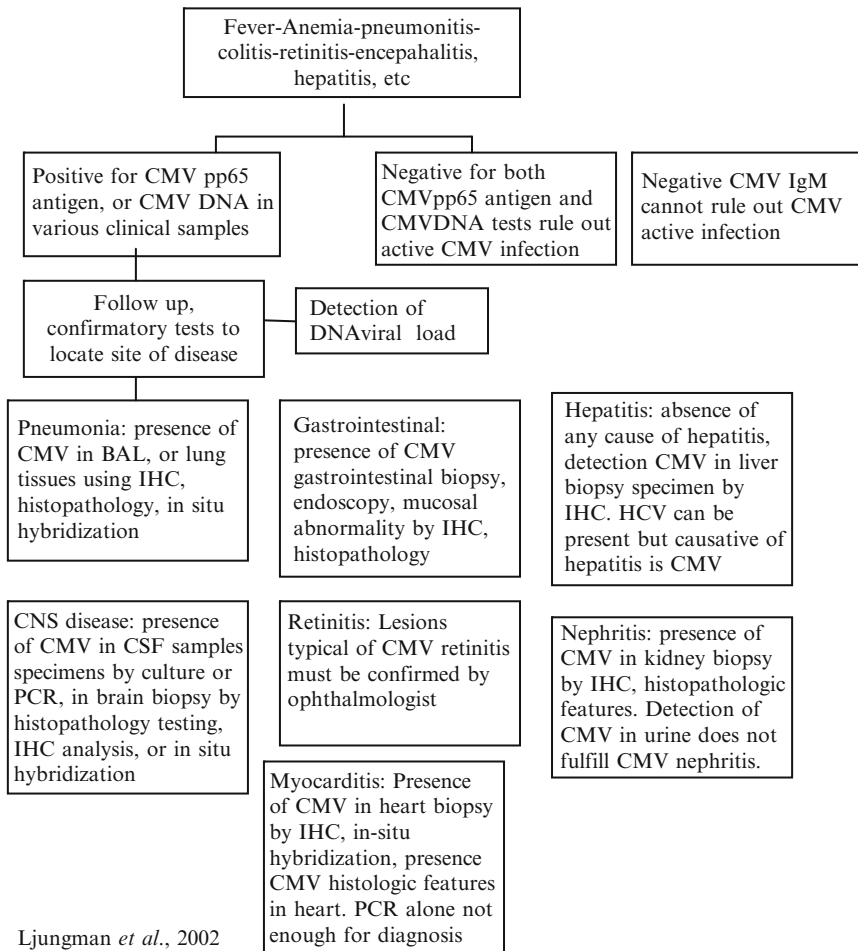 Fever-Anemia-pneumonitis-
colitis-retinitis-encepahalitis,
hepatitis, etc
Positive for CMV pp65
antigen, or CMV DNA in
various clinical samples
Negative for both
CMVpp65 antigen and
CMVDNA tests rule out
active CMV infection
Negative CMV IgM
cannot rule out CMV
active infection
Follow up,
confirmatory tests to
locate site of disease
Detection of
DNAviral load
Pneumonia: presence of
CMV in BAL, or lung
tissues using IHC,
histopathology, in situ
hybridization
Gastrointestinal:
presence of CMV
gastrointestinal biopsy,
endoscopy, mucosal
abnormality by IHC,
histopathology
Hepatitis: absence of
any cause of hepatitis,
detection CMV in liver
biopsy specimen by
IHC. HCV can be
present but causative of
hepatitis is CMV
CNS disease: presence
of CMV in CSF samples
specimens by culture or
PCR, in brain biopsy by
histopathology testing,
IHC analysis, or in situ
hybridization
Retinitis: Lesions
typical of CMV retinitis
must be confirmed by
ophthalmologist
Nephritis: presence of
CMV in kidney biopsy
by IHC, histopathologic
features. Detection of
CMV in urine does not
fulfill CMV nephritis.
Myocarditis: Presence
of CMV in heart biopsy
by IHC, in-situ
hybridization, presence
CMV histologic features
in heart. PCR alone not
enough for diagnosis
Ljungman et al., 2002